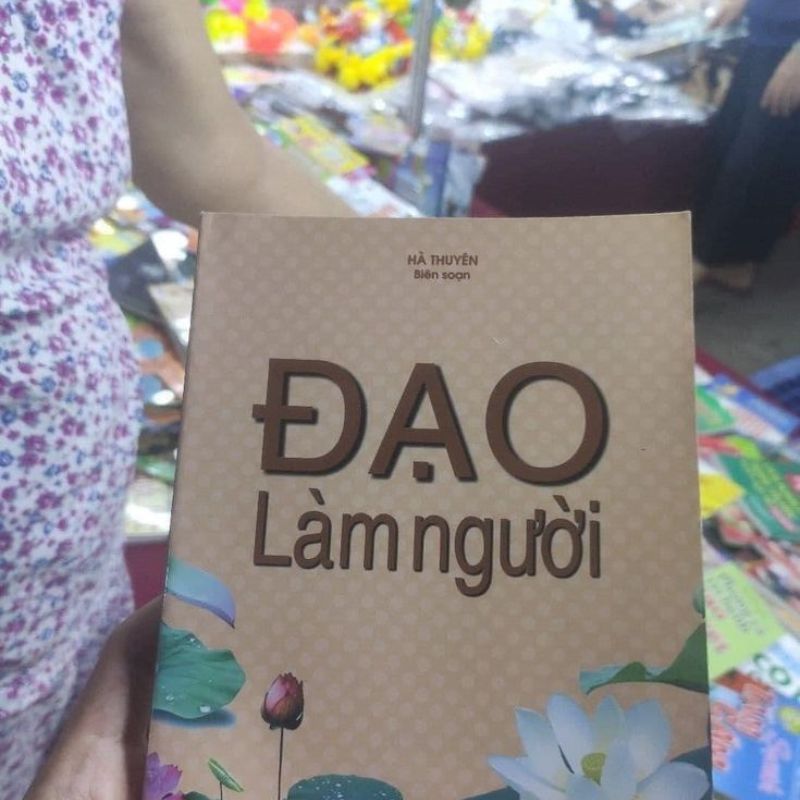 HÀ THUYÊN
Biên soạn
ĐẠO
Làm người